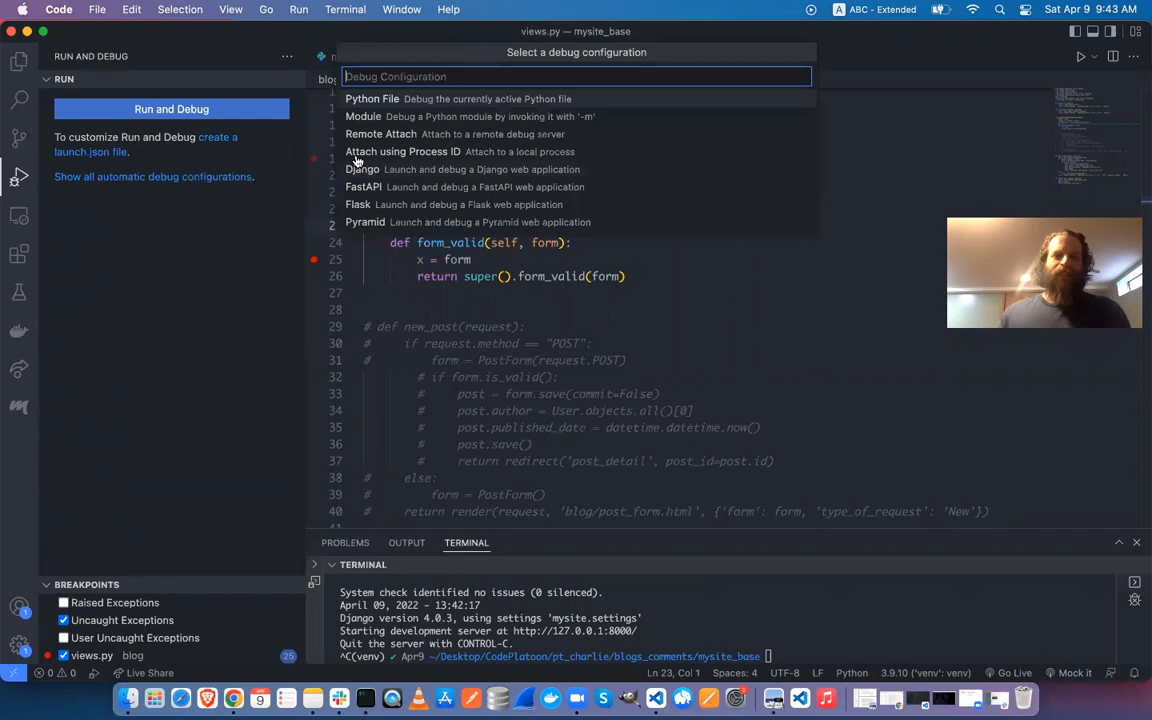 Code File Edit Selection View Go Run Terminal Window Help A ABC - Extended Sat Apr 9 9:43 AM
views.py — mysite_base
RUN AND DEBUG
RUN
Run and Debug
To customize Run and Debug create a
launch.json file.
Show all automatic debug configurations.
Select a debug configuration
Debug Configuration
Python File Debug the currently active Python file
Module Debug a Python module by invoking it with '-m'
Remote Attach Attach to a remote debug server
Attach using Process ID Attach to a local process
Django Launch and debug a Django web application
FastAPI Launch and debug a FastAPI web application
Flask Launch and debug a Flask web application
Pyramid Launch and debug a Pyramid web application
24 def form_valid(self, form):
25 x = form
26 return super().form_valid(form)
27
28
29 # def new_post(request):
30 # if request.method == "POST":
31 # form = PostForm(request.POST)
32 # if form.is_valid():
33 # post = form.save(commit=False)
34 # post.author = User.objects.all()[0]
35 # post.published_date = datetime.datetime.now()
36 # post.save()
37 # return redirect('post_detail', post_id=post.id)
38 # else:
39 # form = PostForm()
40 # return render(request, 'blog/post_form.html', {'form': form, 'type_of_request': 'New'})
PROBLEMS OUTPUT TERMINAL
TERMINAL
System check identified no issues (0 silenced).
April 09, 2022 - 13:42:17
Django version 4.0.3, using settings 'mysite.settings'
Starting development server at http://127.0.0.1:8000/
Quit the server with CONTROL-C.
^C(venv) ✔ Apr9 ~/Desktop/CodePlatoon/pt_charlie/blogs_comments/mysite_base
BREAKPOINTS
Raised Exceptions
Uncaught Exceptions
User Uncaught Exceptions
views.py blog 25
0 0 Live Share Ln 23, Col 1 Spaces: 4 UTF-8 LF Python 3.9.10 ('venv': venv) Go Live Mock it